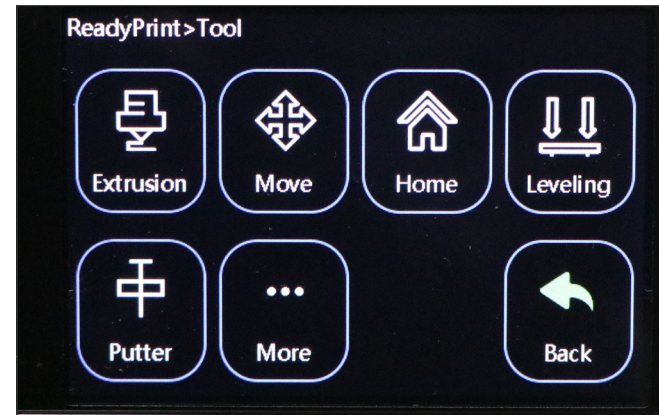 ReadyPrint>Tool
Extrusion
Move
Home
Leveling
Putter
More
Back